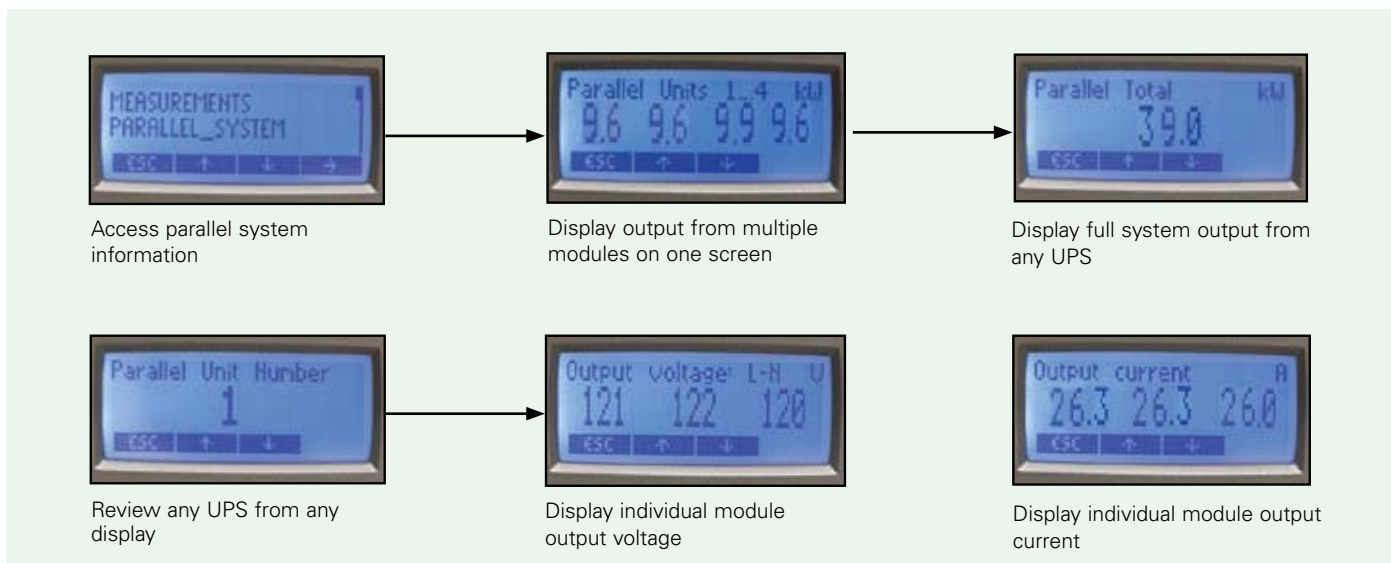 MEASUREMENTS
PARALLEL_SYSTEM
ESC ↑ ↓ →
Access parallel system
information
Parallel Units 1...4 kW
9.6 9.6 9.9 9.6
ESC ↑ ↓
Display output from multiple
modules on one screen
Parallel Total kW
39.0
ESC ↑ ↓
Display full system output from
any UPS
Parallel Unit Number
1
ESC ↑ ↓
Review any UPS from any
display
Output voltage L-N V
121 122 120
ESC ↑ ↓
Display individual module
output voltage
Output current A
26.3 26.3 26.0
ESC ↑ ↓
Display individual module output
current